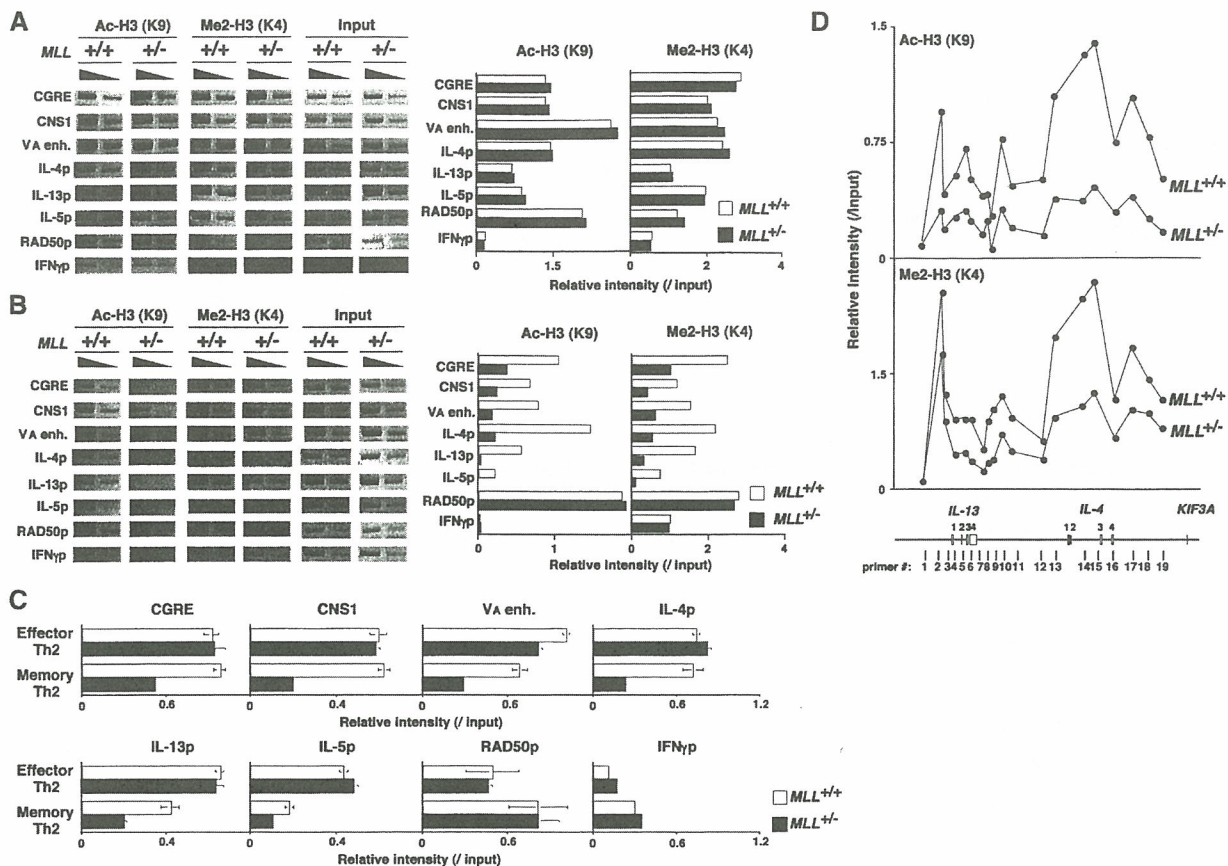 A
Ac-H3 (K9) Me2-H3 (K4) Input
MLL +/+ +/- +/+ +/- +/+ +/-
CGRE
CNS1
VA enh.
IL-4p
IL-13p
IL-5p
RAD50p
IFNγp
Ac-H3 (K9) Me2-H3 (K4)
CGRE
CNS1
VA enh.
IL-4p
IL-13p
IL-5p
RAD50p
IFNγp
MLL+/+
MLL+/-
0 1.5 3 0 2 4
Relative intensity (/ input)
B
Ac-H3 (K9) Me2-H3 (K4) Input
MLL +/+ +/- +/+ +/- +/+ +/-
CGRE
CNS1
VA enh.
IL-4p
IL-13p
IL-5p
RAD50p
IFNγp
Ac-H3 (K9) Me2-H3 (K4)
CGRE
CNS1
VA enh.
IL-4p
IL-13p
IL-5p
RAD50p
IFNγp
MLL+/+
MLL+/-
0 1 2 0 2 4
Relative intensity (/ input)
C
CGRE CNS1 VA enh. IL-4p
Effector
Th2
Memory
Th2
0 0.6 0 0.6 0 0.6 0 0.6 1.2
Relative intensity (/ input)
IL-13p IL-5p RAD50p IFNγp
Effector
Th2
Memory
Th2
MLL+/+
MLL+/-
0 0.4 0 0.4 0 0.4 0 0.4 0.8
Relative intensity (/ input)
D
1.5
Ac-H3 (K9)
0.75
MLL+/+
MLL+/-
0
Relative Intensity (/Input)
Me2-H3 (K4)
1.5
MLL+/+
MLL+/-
0
IL-13 IL-4 KIF3A
1 2 3 4 1 2 3 4
primer #: 1 2 3 4 5 6 7 8 9 10 11 12 13 14 15 16 17 18 19